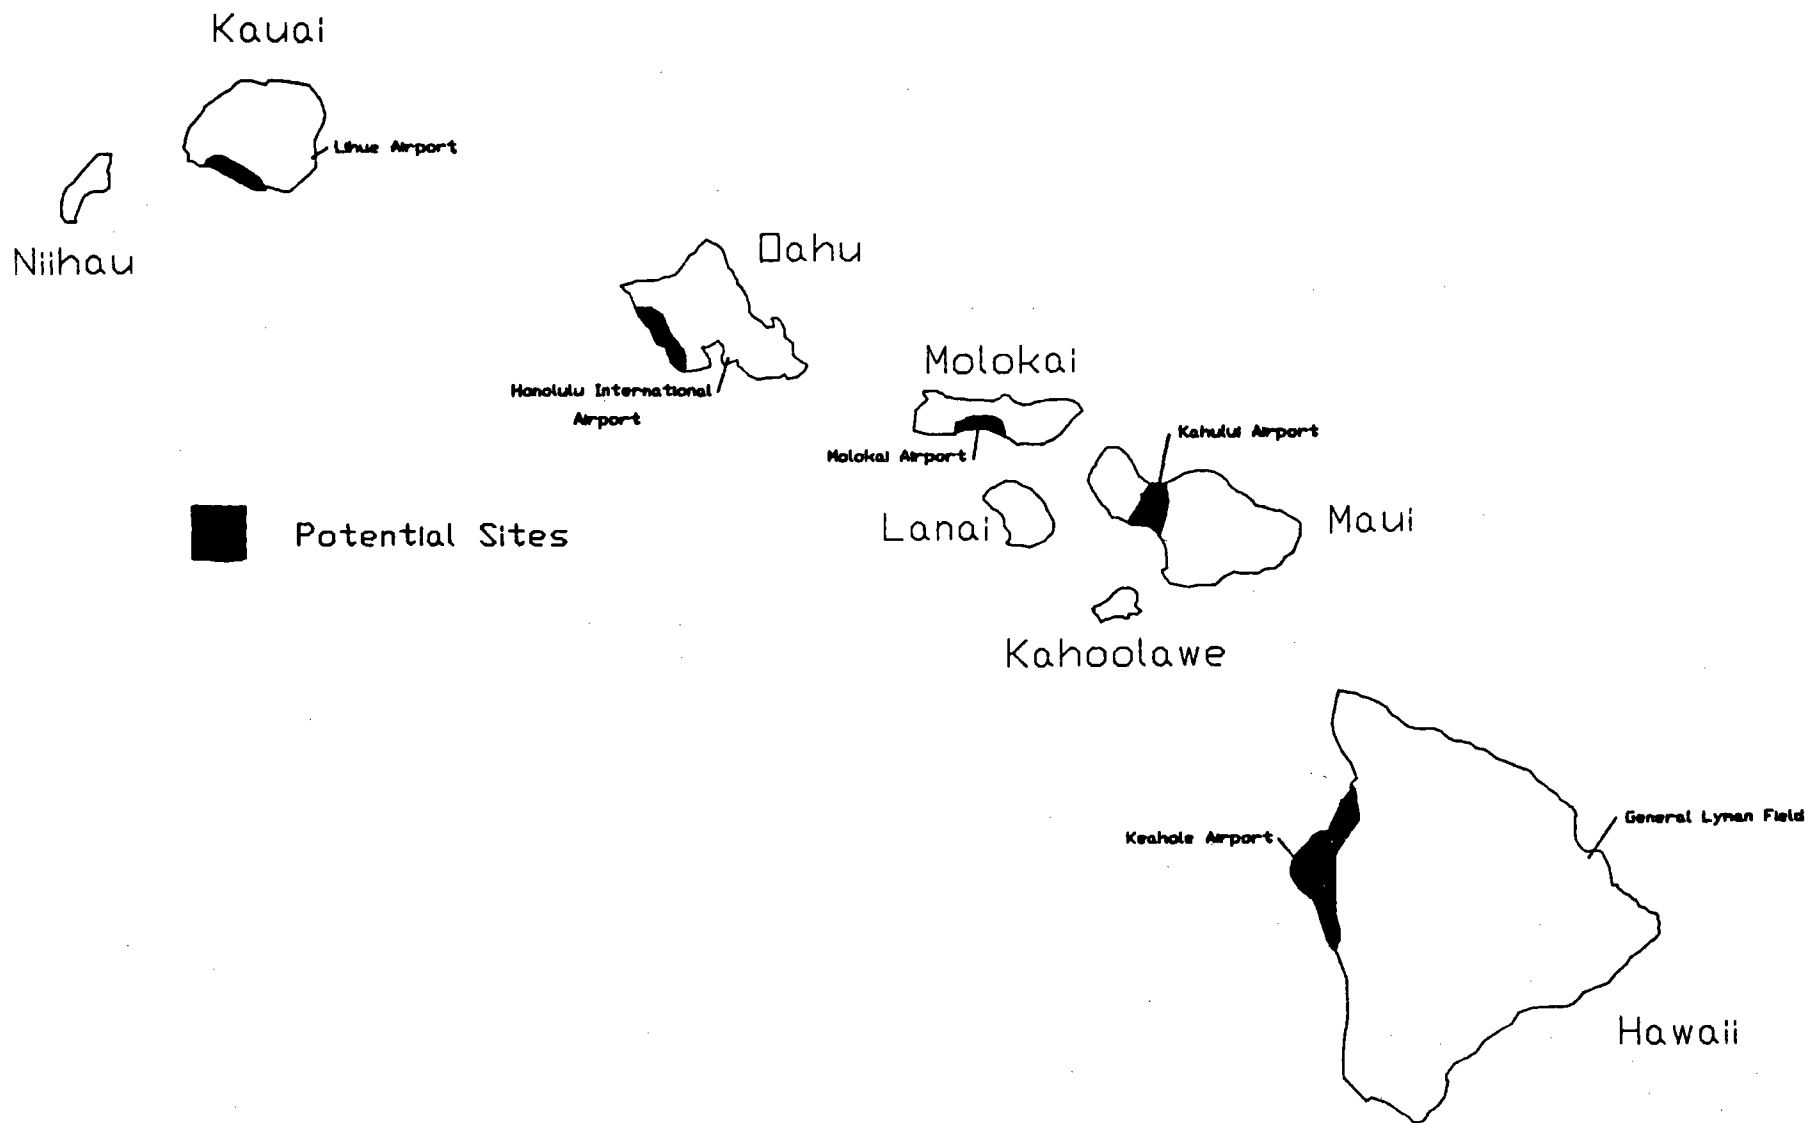 Kauai
Lihue Airport
Niihau
Oahu
Honolulu International
Airport
Molokai
Molokai Airport
Kahului Airport
Lanai
Maui
Potential Sites
Kahoolawe
Keahole Airport
General Lyman Field
Hawaii